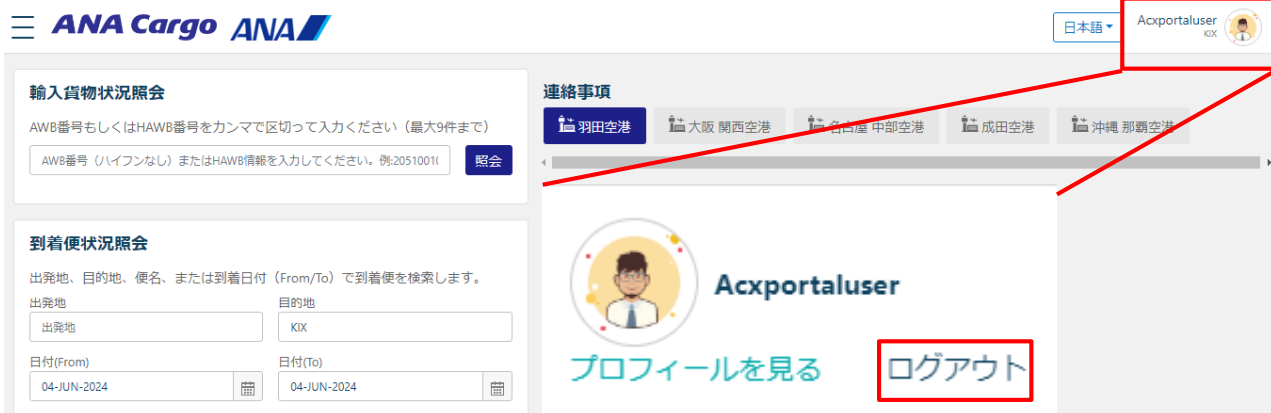 ANA Cargo ANA
日本語
Acxportaluser
KIX
輸入貨物状況照会
AWB番号もしくはHAWB番号をカンマで区切って入力ください（最大9件まで）
AWB番号（ハイフンなし）またはHAWB情報を入力してください。例:20510010
照会
到着便状況照会
出発地、目的地、便名、または到着日付（From/To）で到着便を検索します。
出発地
目的地
出発地
KIX
日付(From)
日付(To)
04-JUN-2024
04-JUN-2024
連絡事項
羽田空港
大阪 関西空港
名古屋 中部空港
成田空港
沖縄 那覇空港
Acxportaluser
プロフィールを見る
ログアウト